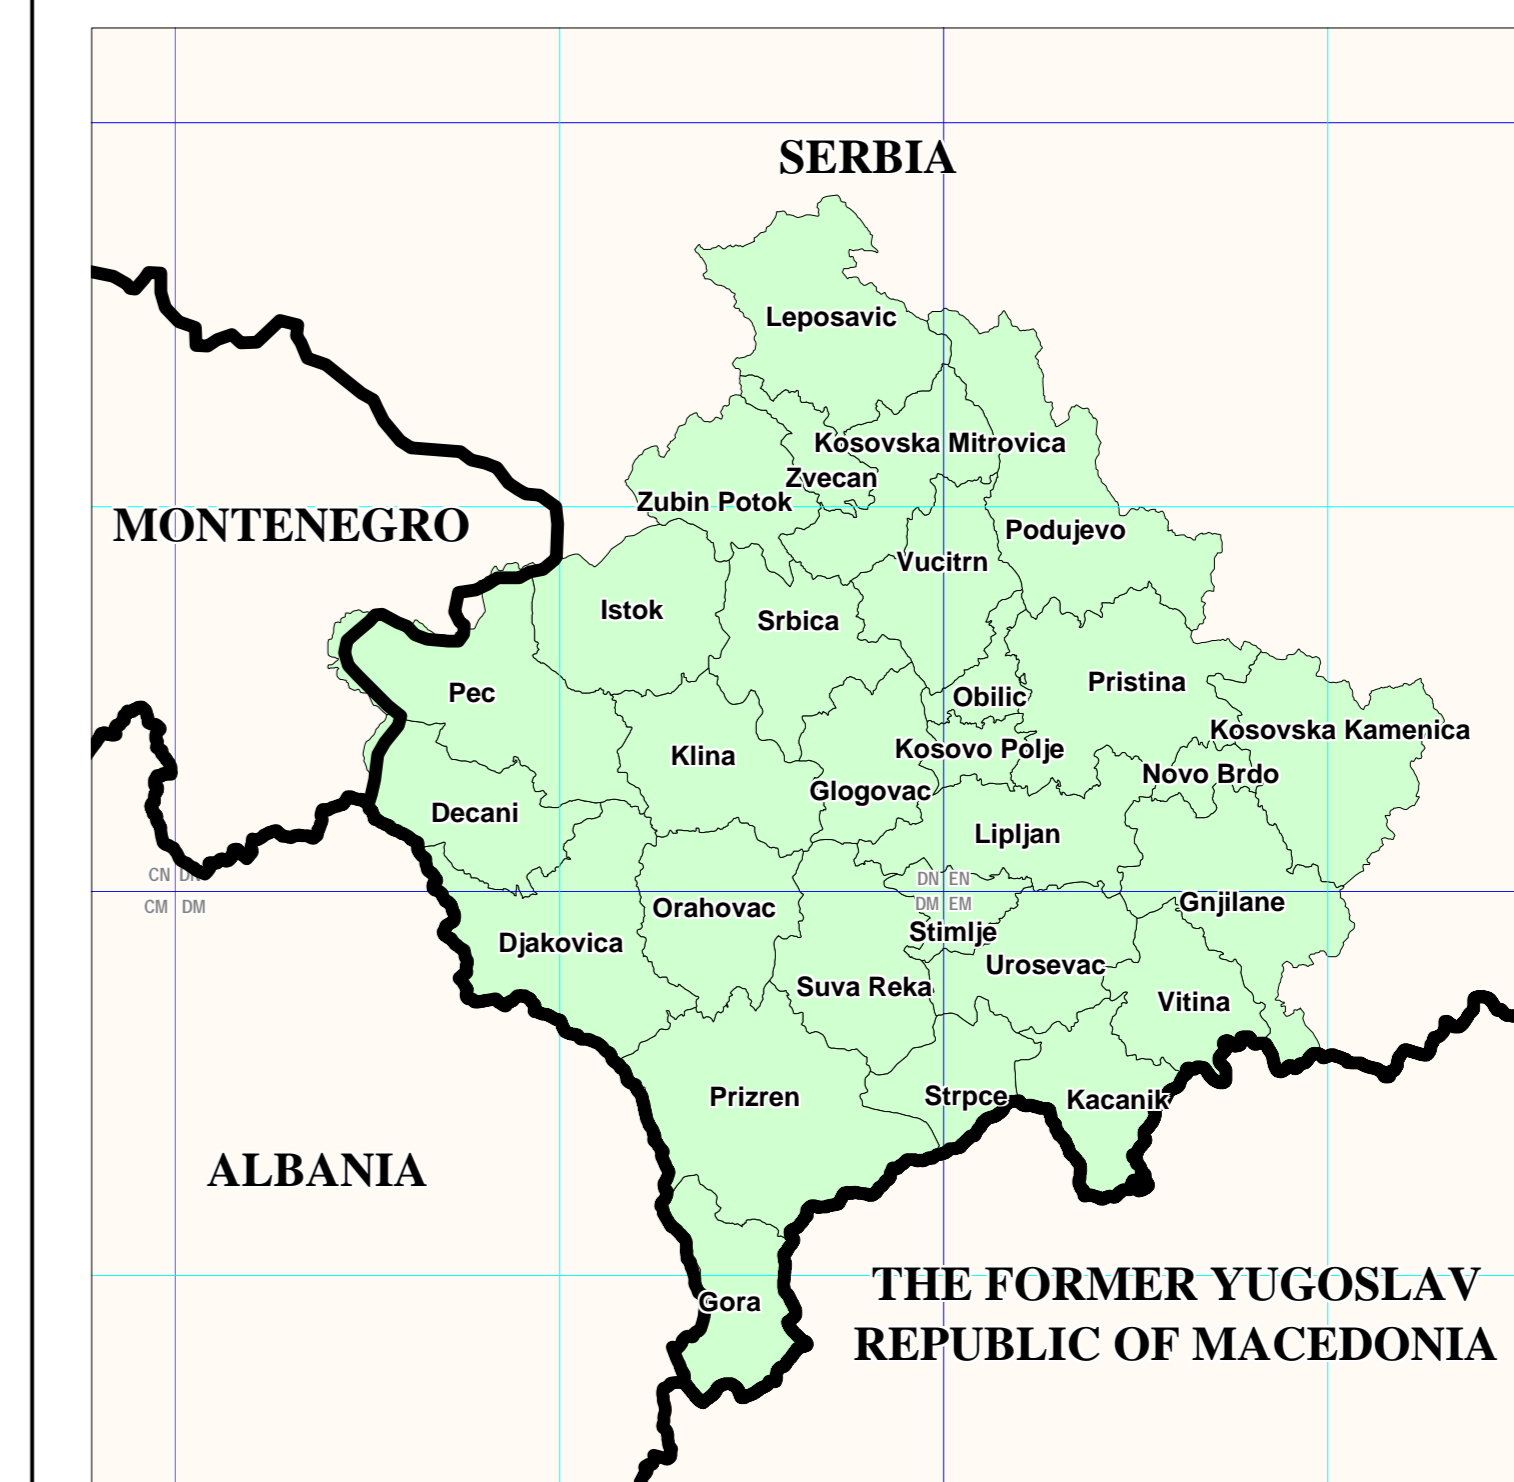 SERBIA
Leposavic
Kosovska Mitrovica
Zvecan
Zubin Potok
MONTENEGRO
Podujevo
Vucitrn
Istok
Srbica
Pec
Obilic
Pristina
Kosovska Kamenica
Klina
Kosovo Polje
Novo Brdo
Glogovac
Decani
Lipljan
CN DN
CM DM
DN EN
DM EM
Orahovac
Gnjilane
Djakovica
Stimlje
Urosevac
Suva Reka
Vitina
Prizren
Strpce
Kacanik
ALBANIA
Gora
THE FORMER YUGOSLAV
REPUBLIC OF MACEDONIA